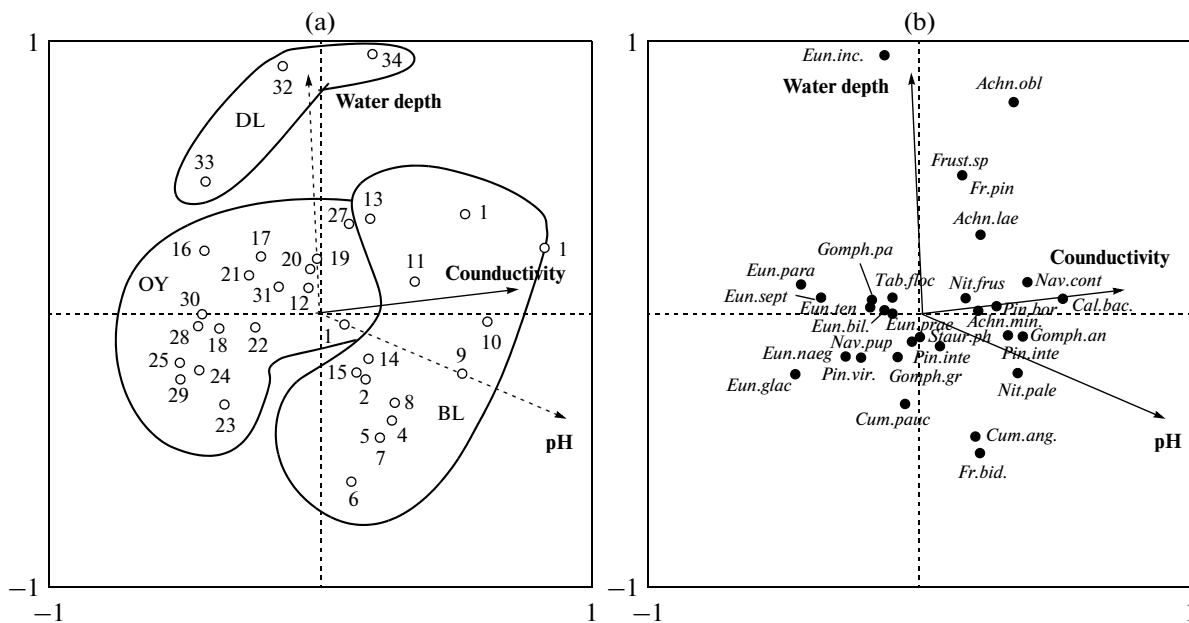 (a)
1
34
32
Water depth
DL
33
13
27
1
16
17
19
1
20
11
21
Counductivity
OY
31
12
30
28
18
22
1
10
14
9
25
24
15
2
29
8
BL
23
5
4
pH
7
6
−1
−1
1
(b)
1
Eun.inc.
Water depth
Achn.obl
Frust.sp
Fr.pin
Achn.lae
Gomph.pa
Counductivity
Eun.para
Tab.floc
Nit.frus
Nav.cont
Eun.sept
Eun.ten
Pin.bor
Cal.bac.
Eun.bil.
Eun.prae
Achn.min.
Nav.pup
Staur.ph
Gomph.an
Eun.naeg
Pin.inte
Pin.inte
Pin.vir.
Gomph.gr
Eun.glac
Nit.pale
Cum.pauc
Cum.ang.
pH
Fr.bid.
−1
−1
1